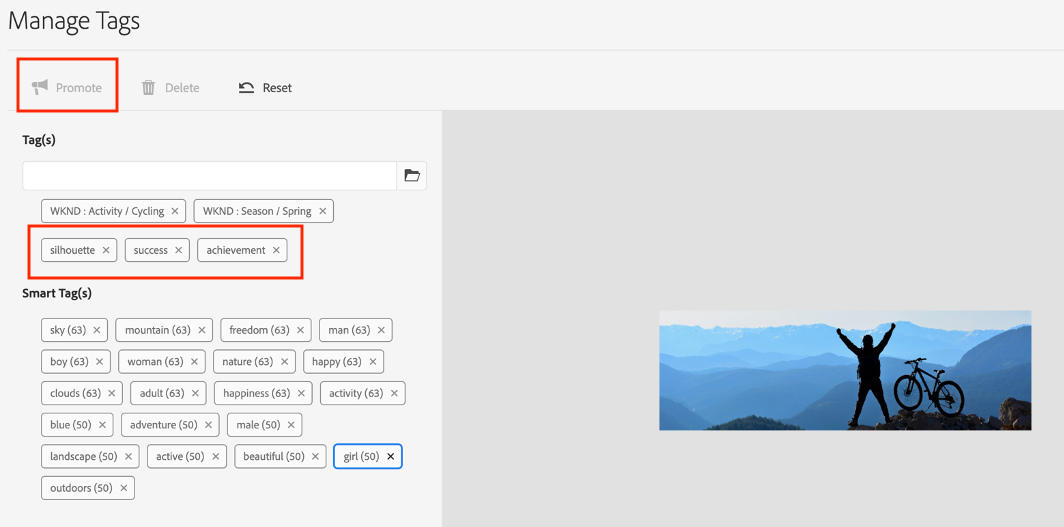 Manage Tags
Promote Delete Reset
Tag(s)
WKND : Activity / Cycling × WKND : Season / Spring ×
silhouette × success × achievement ×
Smart Tag(s)
sky (63) × mountain (63) × freedom (63) × man (63) ×
boy (63) × woman (63) × nature (63) × happy (63) ×
clouds (63) × adult (63) × happiness (63) × activity (63) ×
blue (50) × adventure (50) × male (50) ×
landscape (50) × active (50) × beautiful (50) × girl (50) ×
outdoors (50) ×